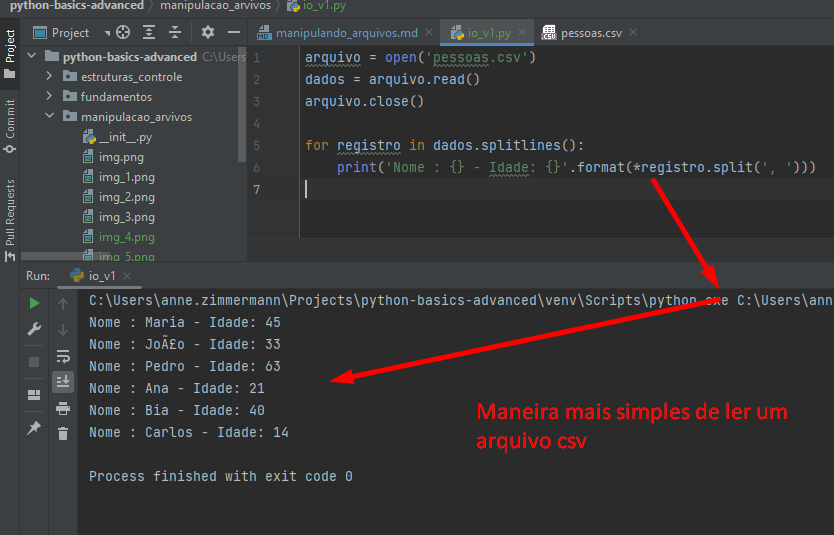 python-basics-advanced manipulacao_arvivos io_v1.py
Project
manipulando_arquivos.md io_v1.py pessoas.csv
Project
Commit
Pull Requests
python-basics-advanced C:\Users
estruturas_controle
fundamentos
manipulacao_arvivos
__init__.py
img.png
img_1.png
img_2.png
img_3.png
img_4.png
img_5.png
1 arquivo = open('pessoas.csv')
2 dados = arquivo.read()
3 arquivo.close()
4
5 for registro in dados.splitlines():
6 print('Nome : {} - Idade: {}'.format(*registro.split(', ')))
7
Run: io_v1
C:\Users\anne.zimmermann\Projects\python-basics-advanced\venv\Scripts\python.exe C:\Users\ann
Nome : Maria - Idade: 45
Nome : João - Idade: 33
Nome : Pedro - Idade: 63
Nome : Ana - Idade: 21
Nome : Bia - Idade: 40
Nome : Carlos - Idade: 14
Maneira mais simples de ler um
arquivo csv
Process finished with exit code 0